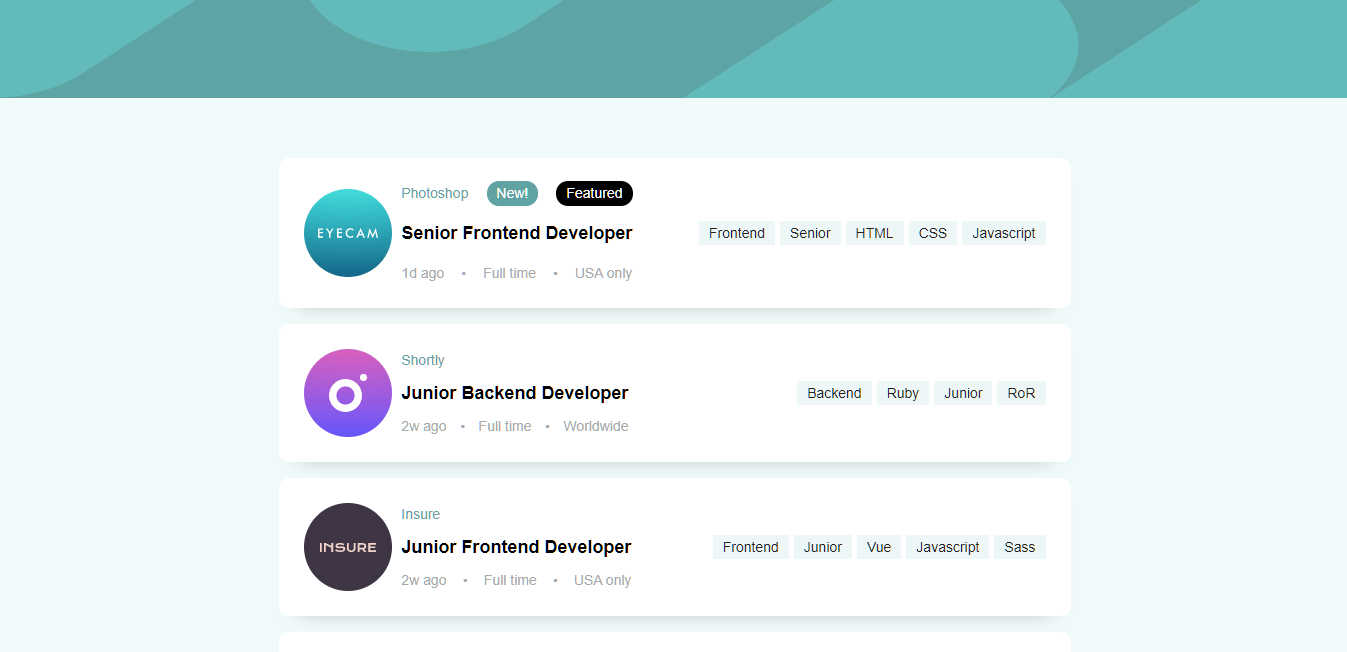 Photoshop New! Featured
EYECAM Senior Frontend Developer Frontend Senior HTML CSS Javascript
1d ago • Full time • USA only
Shortly
Junior Backend Developer Backend Ruby Junior RoR
2w ago • Full time • Worldwide
Insure
INSURE Junior Frontend Developer Frontend Junior Vue Javascript Sass
2w ago • Full time • USA only